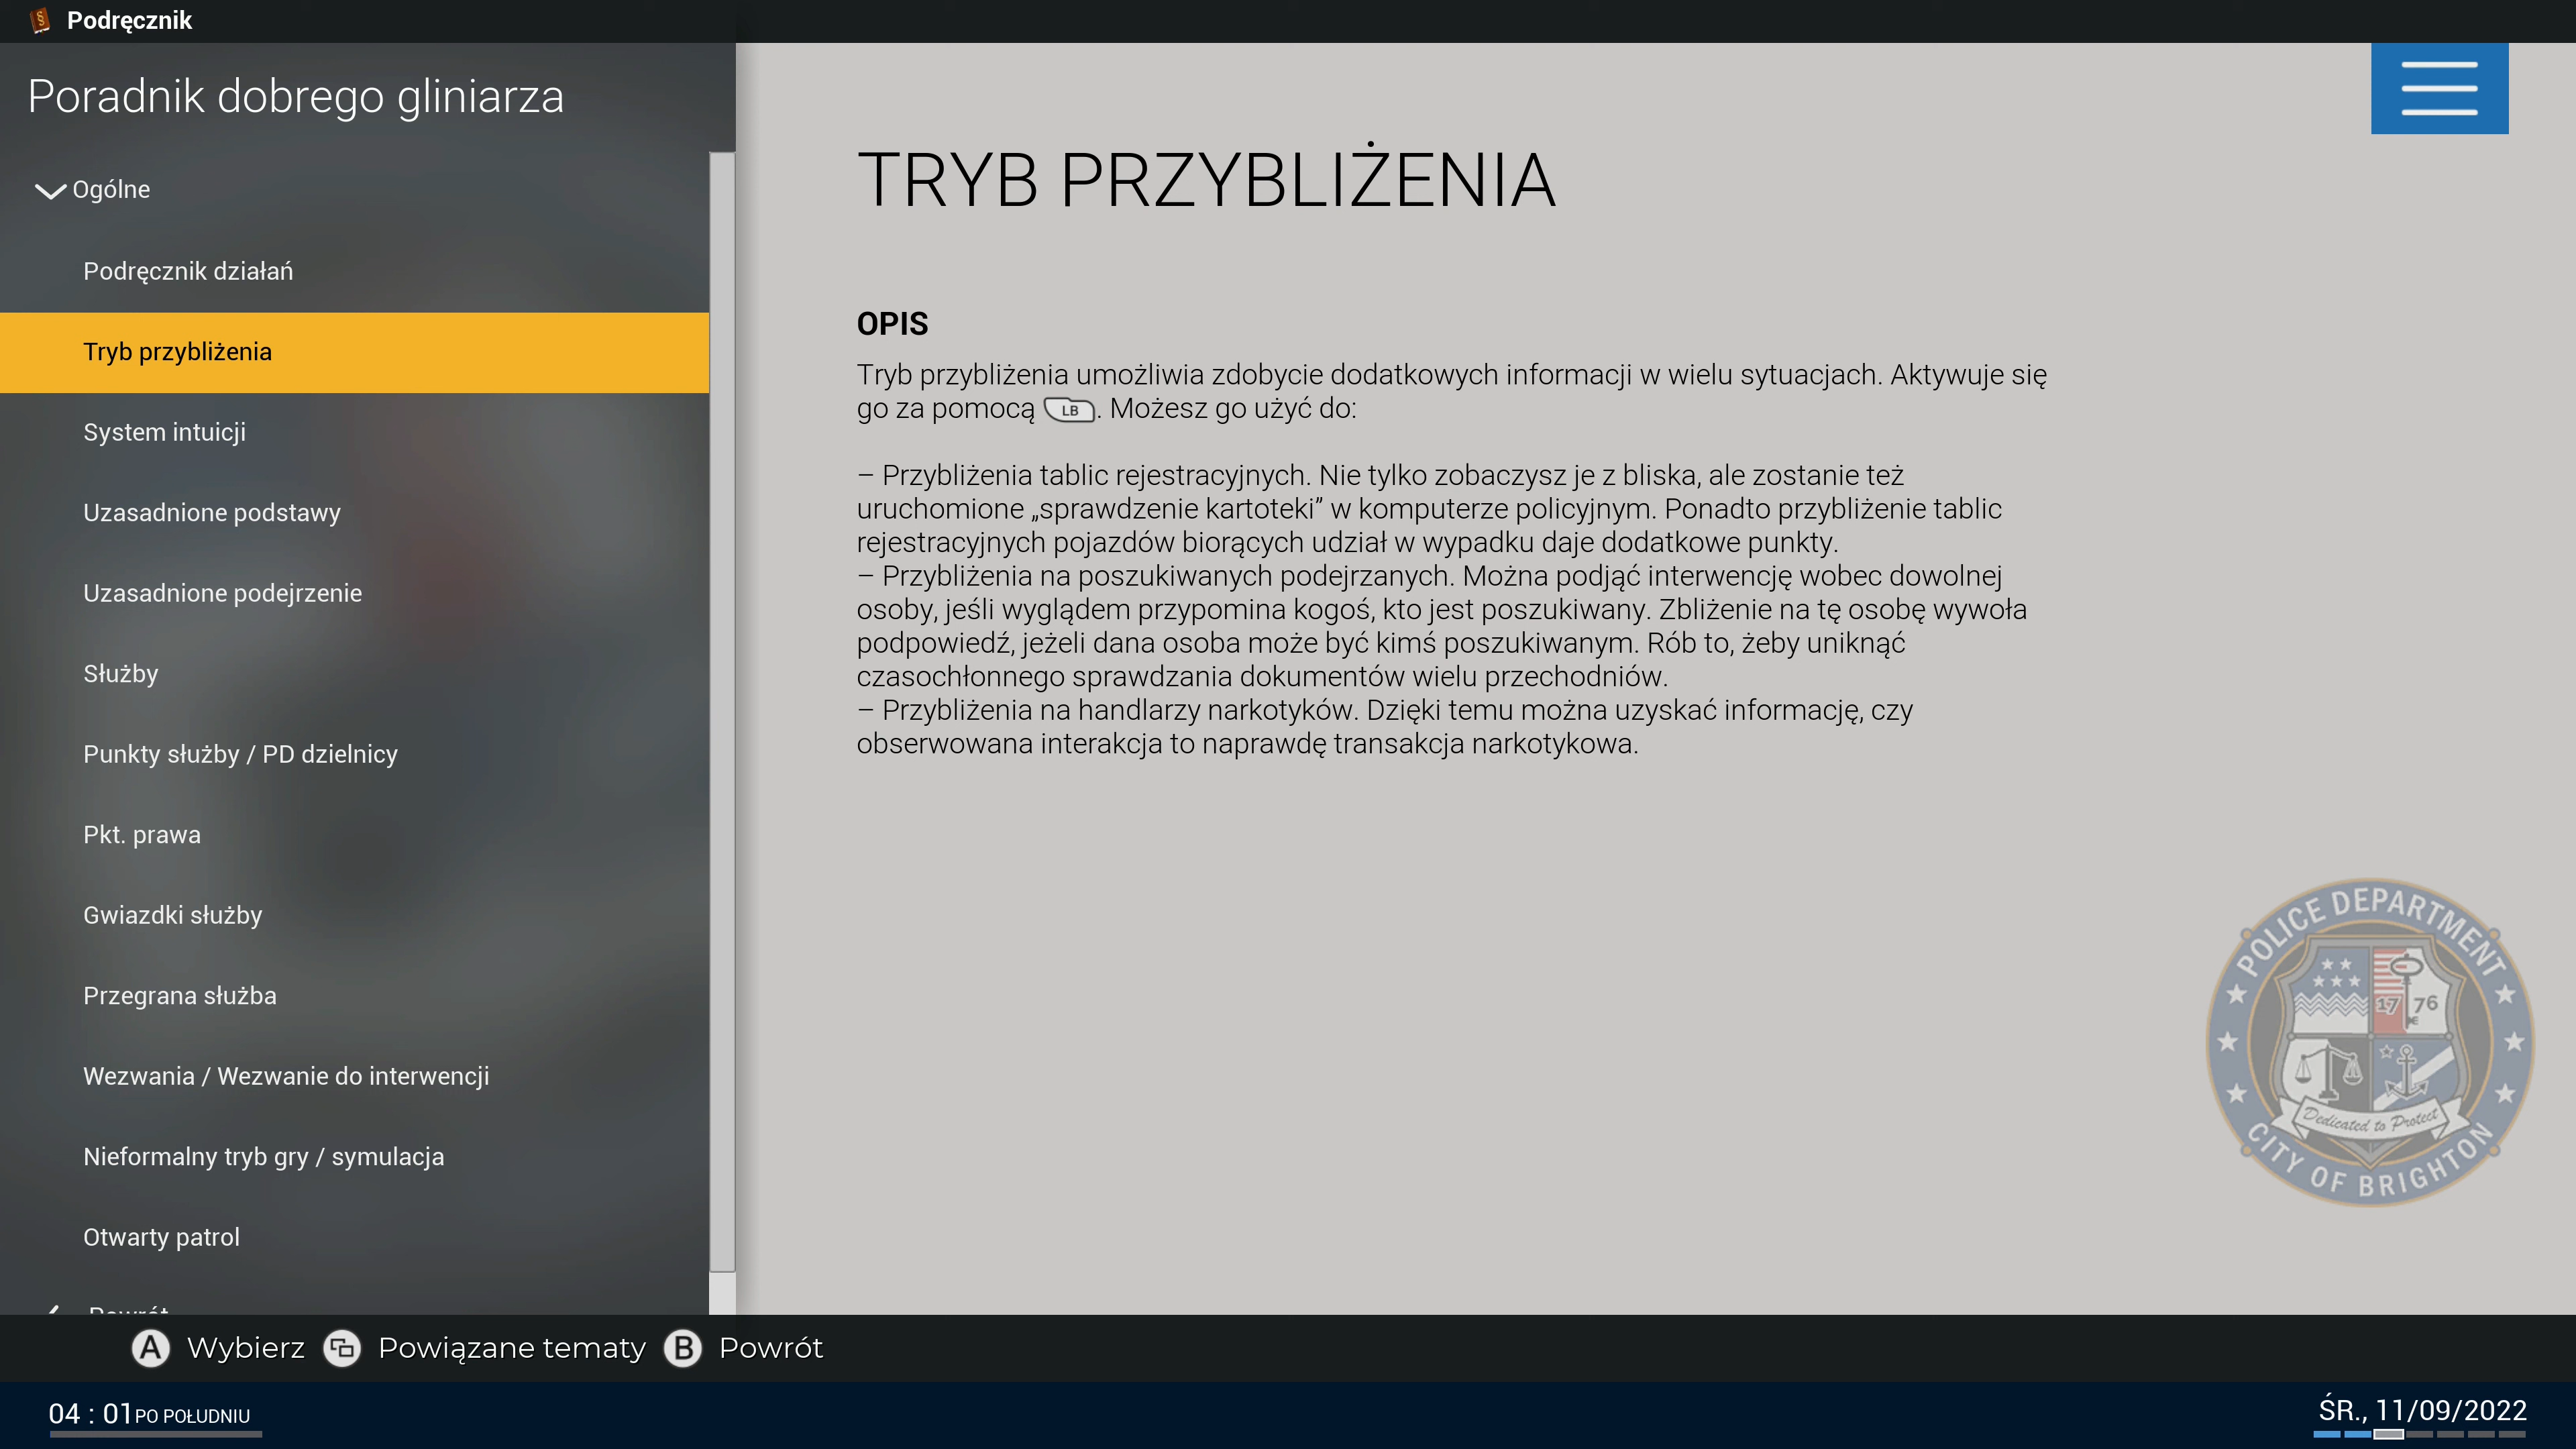 Podręcznik
Poradnik dobrego gliniarza
Ogólne
Podręcznik działań
Tryb przybliżenia
System intuicji
Uzasadnione podstawy
Uzasadnione podejrzenie
Służby
Punkty służby / PD dzielnicy
Pkt. prawa
Gwiazdki służby
Przegrana służba
Wezwania / Wezwanie do interwencji
Nieformalny tryb gry / symulacja
Otwarty patrol
Powrót
TRYB PRZYBLIŻENIA
OPIS
Tryb przybliżenia umożliwia zdobycie dodatkowych informacji w wielu sytuacjach. Aktywuje się
go za pomocą LB. Możesz go użyć do:
– Przybliżenia tablic rejestracyjnych. Nie tylko zobaczysz je z bliska, ale zostanie też
uruchomione „sprawdzenie kartoteki” w komputerze policyjnym. Ponadto przybliżenie tablic
rejestracyjnych pojazdów biorących udział w wypadku daje dodatkowe punkty.
– Przybliżenia na poszukiwanych podejrzanych. Można podjąć interwencję wobec dowolnej
osoby, jeśli wyglądem przypomina kogoś, kto jest poszukiwany. Zbliżenie na tę osobę wywoła
podpowiedź, jeżeli dana osoba może być kimś poszukiwanym. Rób to, żeby uniknąć
czasochłonnego sprawdzania dokumentów wielu przechodniów.
– Przybliżenia na handlarzy narkotyków. Dzięki temu można uzyskać informację, czy
obserwowana interakcja to naprawdę transakcja narkotykowa.
POLICE DEPARTMENT
17 76
Dedicated to Protect
CITY OF BRIGHTON
A Wybierz Powiązane tematy B Powrót
04 : 01 PO POŁUDNIU
ŚR., 11/09/2022